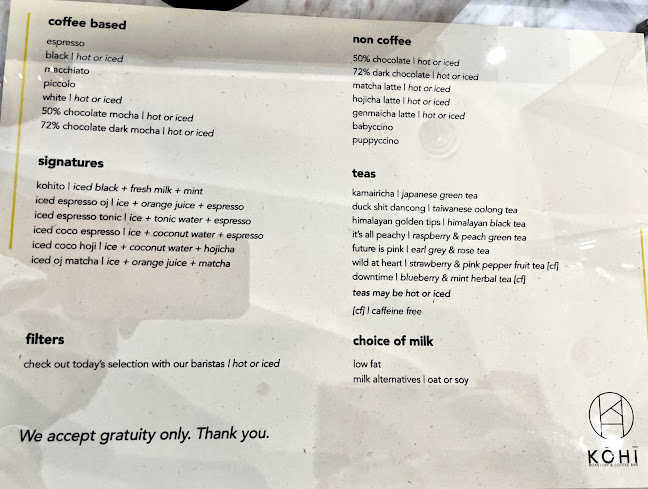 coffee based
espresso
black | hot or iced
macchiato
piccolo
white | hot or iced
50% chocolate mocha | hot or iced
72% chocolate dark mocha | hot or iced
signatures
kohito | iced black + fresh milk + mint
iced espresso oj | ice + orange juice + espresso
iced espresso tonic | ice + tonic water + espresso
iced coco espresso | ice + coconut water + espresso
iced coco hoji | ice + coconut water + hojicha
iced oj matcha | ice + orange juice + matcha
filters
check out today's selection with our baristas | hot or iced
We accept gratuity only. Thank you.
non coffee
50% chocolate | hot or iced
72% dark chocolate | hot or iced
matcha latte | hot or iced
hojicha latte | hot or iced
genmaicha latte | hot or iced
babyccino
puppyccino
teas
kamairicha | japanese green tea
duck shit dancong | taiwanese oolong tea
himalayan golden tips | himalayan black tea
it's all peachy | raspberry & peach green tea
future is pink | earl grey & rose tea
wild at heart | strawberry & pink pepper fruit tea [cf]
downtime | blueberry & mint herbal tea [cf]
teas may be hot or iced
[cf] | caffeine free
choice of milk
low fat
milk alternatives | oat or soy
KŌHĪ
ROASTERY & COFFEE BAR